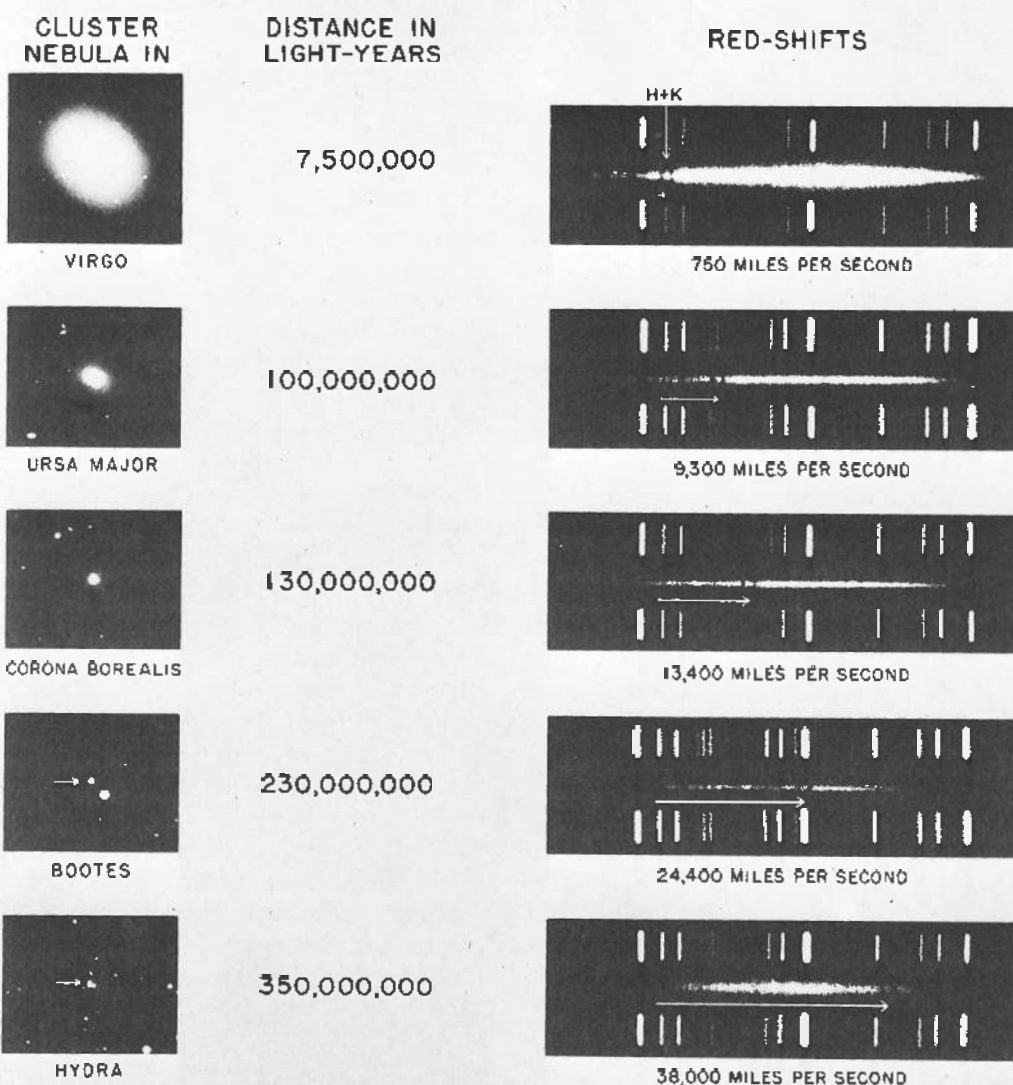 CLUSTER
NEBULA IN
DISTANCE IN
LIGHT-YEARS
RED-SHIFTS
H+K
7,500,000
VIRGO
750 MILES PER SECOND
100,000,000
URSA MAJOR
9,300 MILES PER SECOND
130,000,000
CORONA BOREALIS
13,400 MILES PER SECOND
230,000,000
BOOTES
24,400 MILES PER SECOND
350,000,000
HYDRA
38,000 MILES PER SECOND